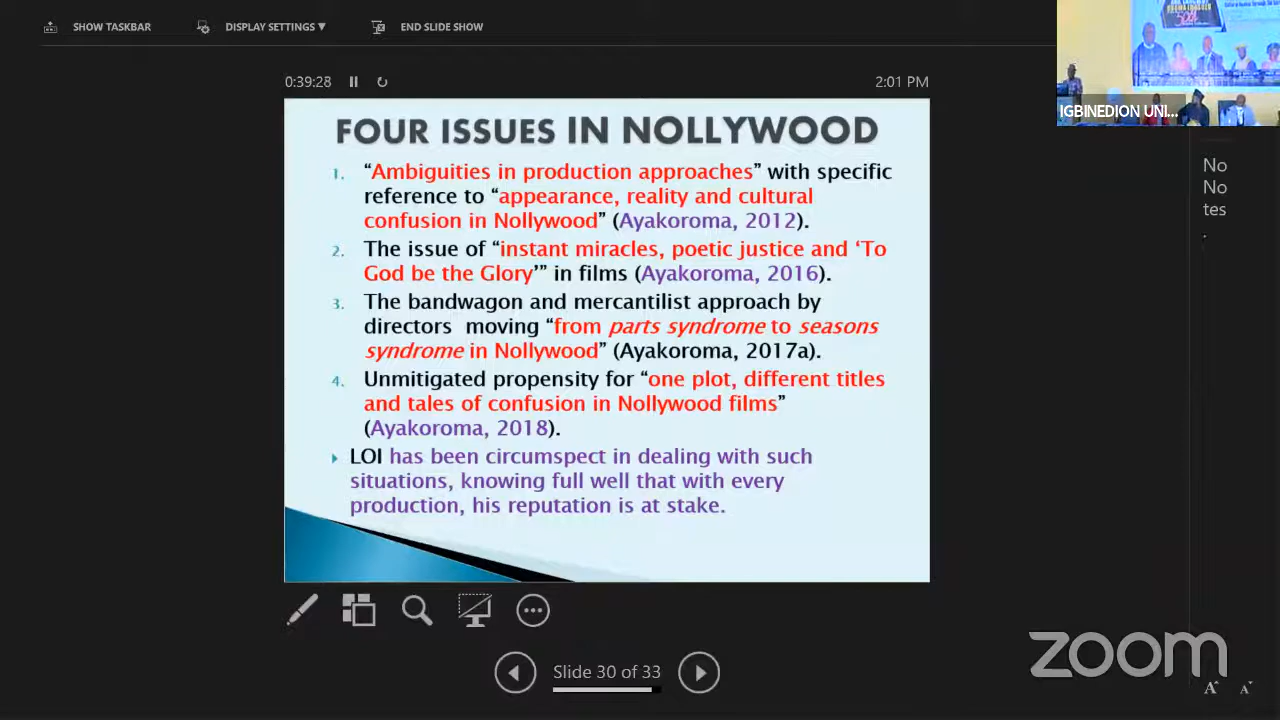 SHOW TASKBAR
DISPLAY SETTINGS ▼
END SLIDE SHOW
0:39:28
2:01 PM
IGBINEDION UNI...
FOUR ISSUES IN NOLLYWOOD
1. “Ambiguities in production approaches” with specific
reference to “appearance, reality and cultural
confusion in Nollywood” (Ayakoroma, 2012).
2. The issue of “instant miracles, poetic justice and ‘To
God be the Glory’” in films (Ayakoroma, 2016).
3. The bandwagon and mercantilist approach by
directors moving “from parts syndrome to seasons
syndrome in Nollywood” (Ayakoroma, 2017a).
4. Unmitigated propensity for “one plot, different titles
and tales of confusion in Nollywood films”
(Ayakoroma, 2018).
LOI has been circumspect in dealing with such
situations, knowing full well that with every
production, his reputation is at stake.
No
No
tes
.
Slide 30 of 33
zoom
A A